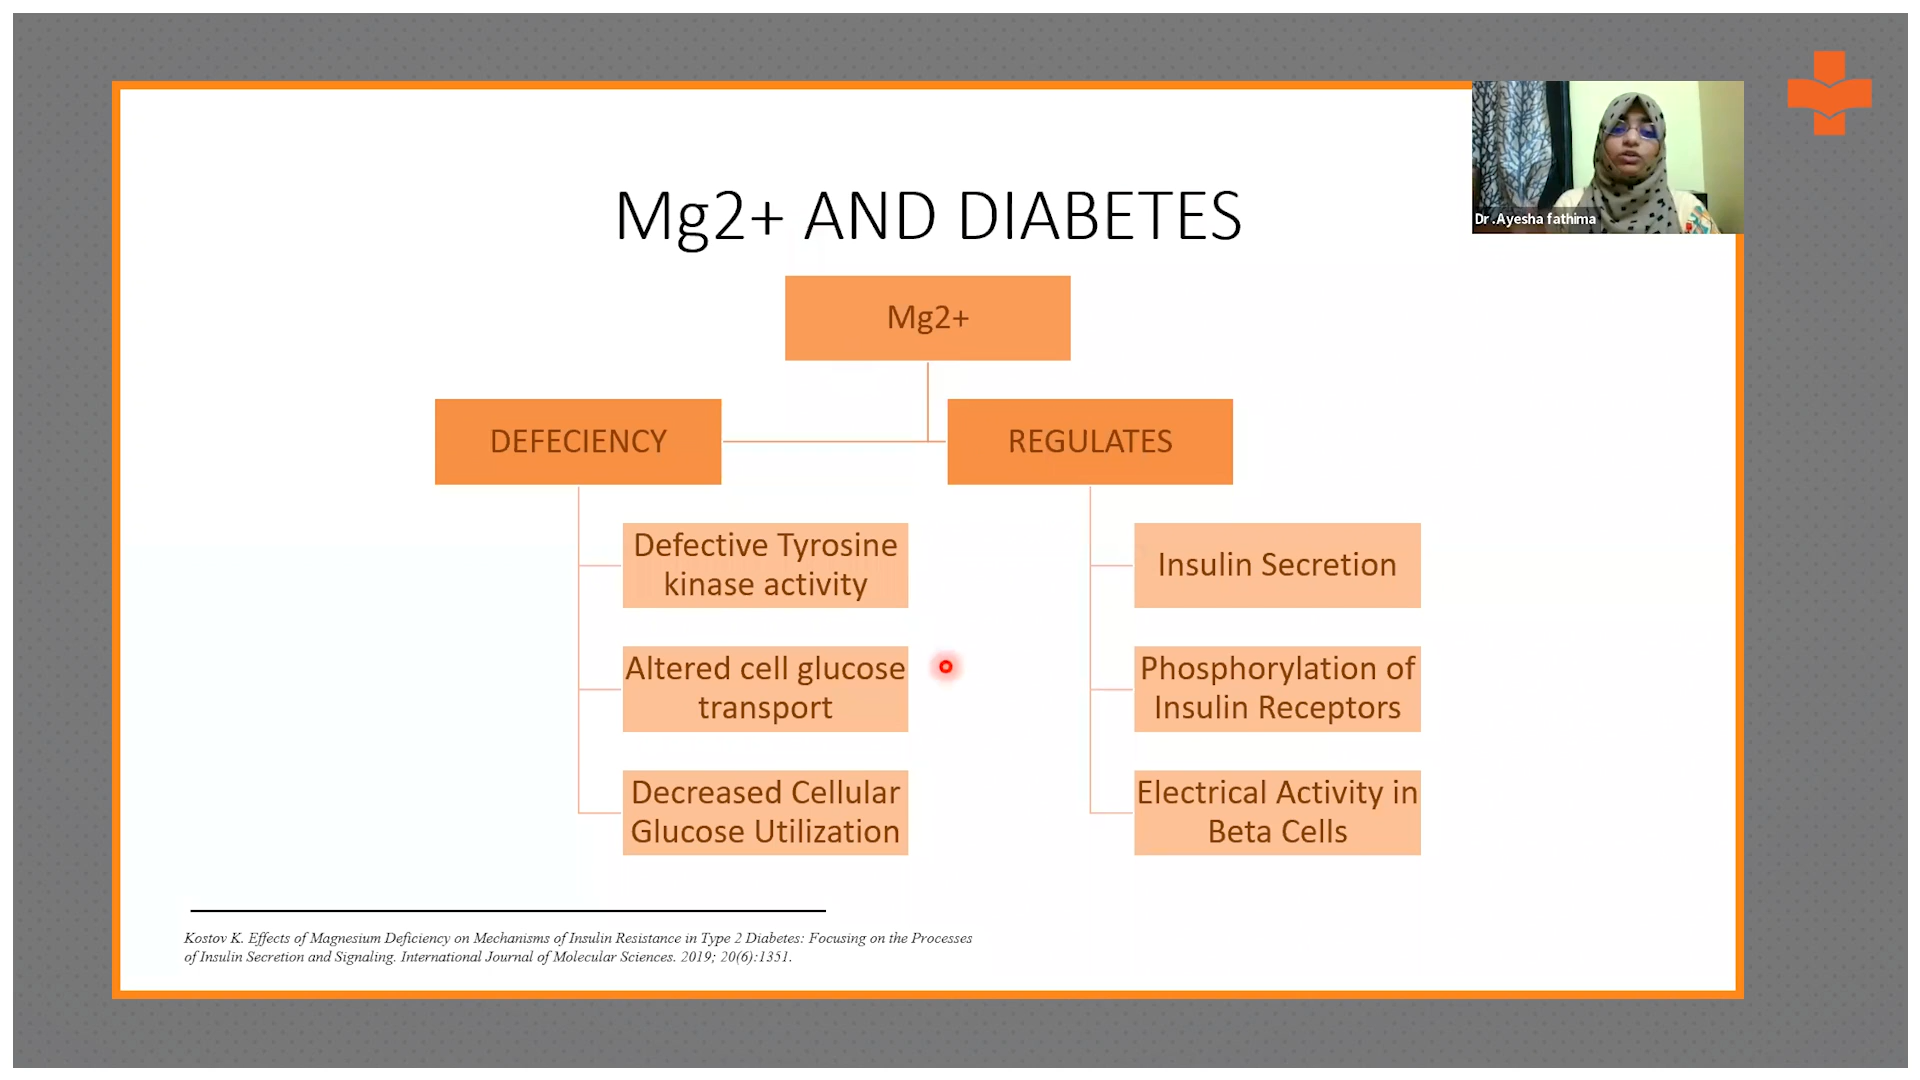 Dr .Ayesha fathima
Mg2+ AND DIABETES
Mg2+
DEFECIENCY
REGULATES
Defective Tyrosine
kinase activity
Altered cell glucose
transport
Decreased Cellular
Glucose Utilization
Insulin Secretion
Phosphorylation of
Insulin Receptors
Electrical Activity in
Beta Cells
Kostov K. Effects of Magnesium Deficiency on Mechanisms of Insulin Resistance in Type 2 Diabetes: Focusing on the Processes
of Insulin Secretion and Signaling. International Journal of Molecular Sciences. 2019; 20(6):1351.